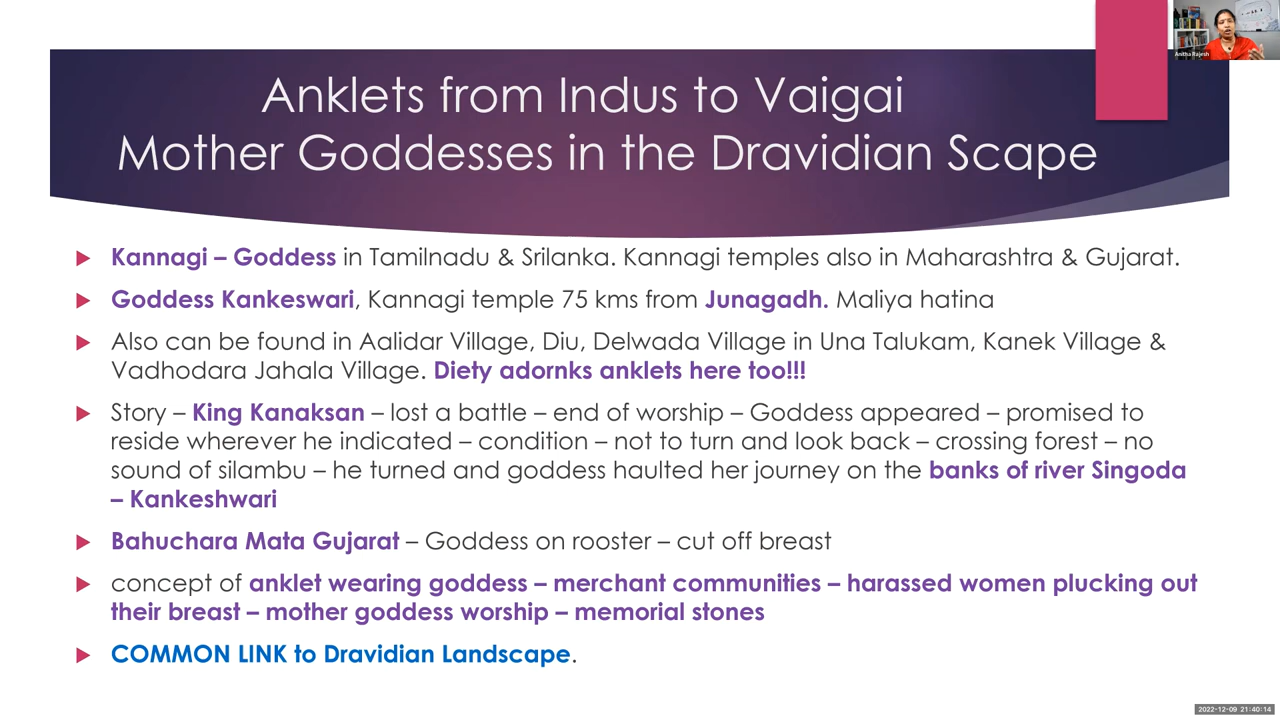 Anitha Rajesh
Anklets from Indus to Vaigai
Mother Goddesses in the Dravidian Scape
Kannagi – Goddess in Tamilnadu & Srilanka. Kannagi temples also in Maharashtra & Gujarat.
Goddess Kankeswari, Kannagi temple 75 kms from Junagadh. Maliya hatina
Also can be found in Aalidar Village, Diu, Delwada Village in Una Talukam, Kanek Village &
Vadhodara Jahala Village. Diety adornks anklets here too!!!
Story – King Kanaksan – lost a battle – end of worship – Goddess appeared – promised to
reside wherever he indicated – condition – not to turn and look back – crossing forest – no
sound of silambu – he turned and goddess haulted her journey on the banks of river Singoda
– Kankeshwari
Bahuchara Mata Gujarat – Goddess on rooster – cut off breast
concept of anklet wearing goddess – merchant communities – harassed women plucking out
their breast – mother goddess worship – memorial stones
COMMON LINK to Dravidian Landscape.
2022-12-09 21:40:14